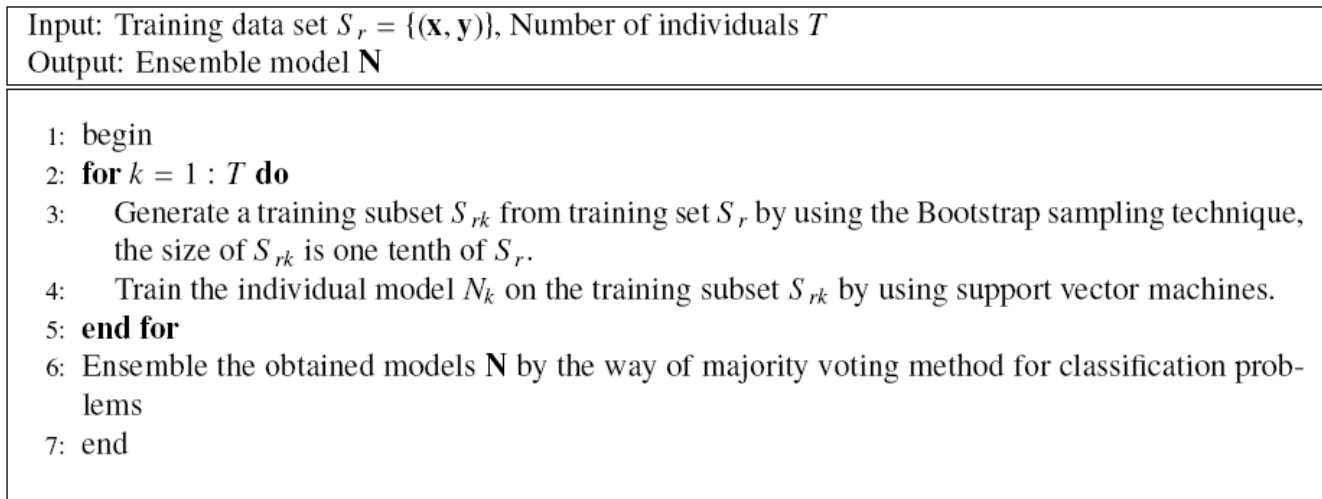 Input: Training data set S_r = {(x, y)}, Number of individuals T
Output: Ensemble model N
1: begin
2: for k = 1 : T do
3: Generate a training subset S_rk from training set S_r by using the Bootstrap sampling technique,
the size of S_rk is one tenth of S_r.
4: Train the individual model N_k on the training subset S_rk by using support vector machines.
5: end for
6: Ensemble the obtained models N by the way of majority voting method for classification prob-
lems
7: end